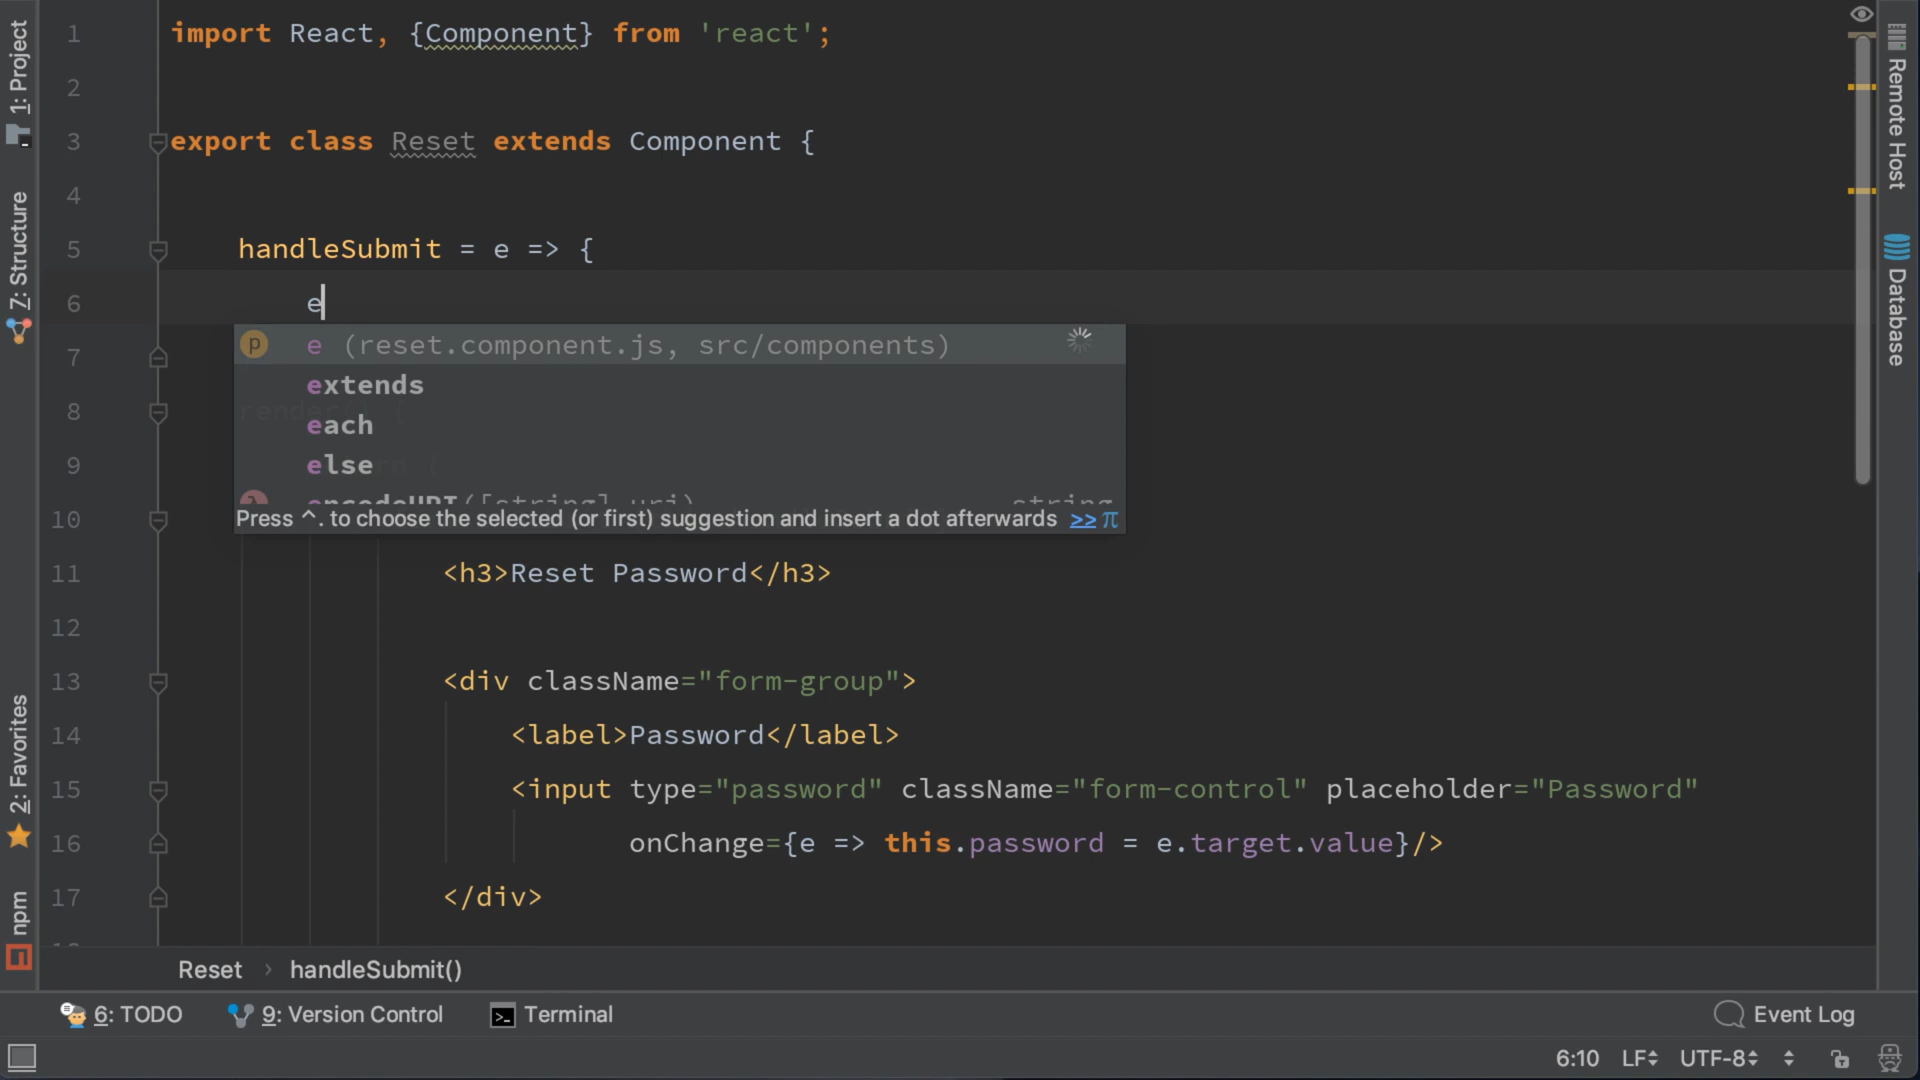 1: Project
7: Structure
2: Favorites
npm
1 import React, {Component} from 'react';
2
3 export class Reset extends Component {
4
5 handleSubmit = e => {
6 e
p e (reset.component.js, src/components)
7
extends
8 render() {
each
9
else
encodeURI([string] uri) string
10
Press ^. to choose the selected (or first) suggestion and insert a dot afterwards >> π
11 <h3>Reset Password</h3>
12
13 <div className="form-group">
14 <label>Password</label>
15 <input type="password" className="form-control" placeholder="Password"
16 onChange={e => this.password = e.target.value}/>
17 </div>
Reset › handleSubmit()
6: TODO 9: Version Control Terminal Event Log
6:10 LF UTF-8
Remote Host
Database